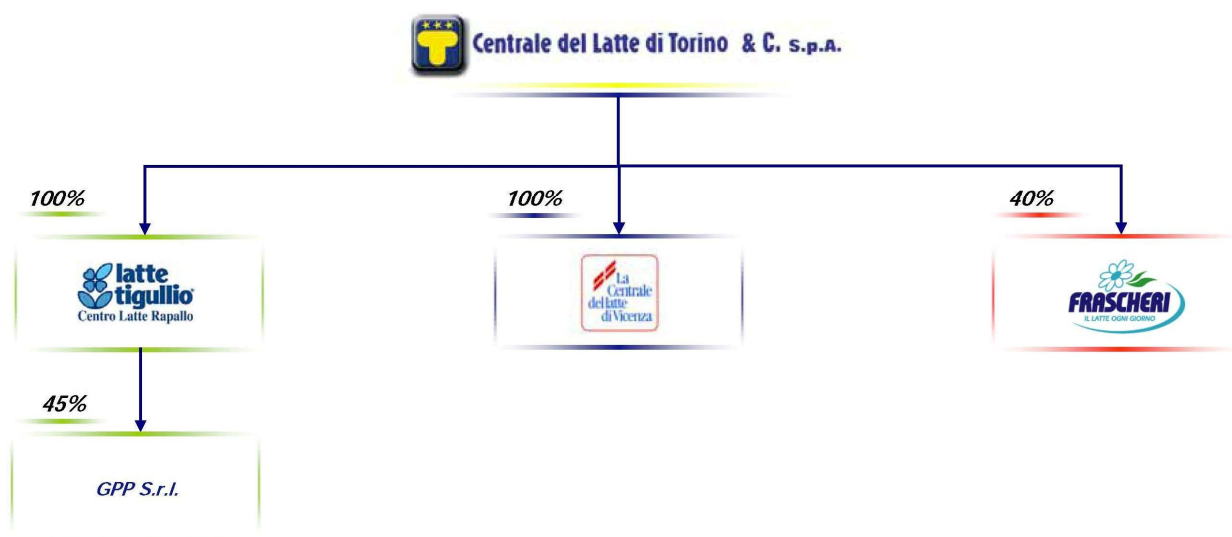 Centrale del Latte di Torino & C. S.p.A.
100%
100%
40%
latte
tigullio
Centro Latte Rapallo
La
Centrale
del latte
di Vicenza
FRASCHERI
IL LATTE OGNI GIORNO
45%
GPP S.r.l.